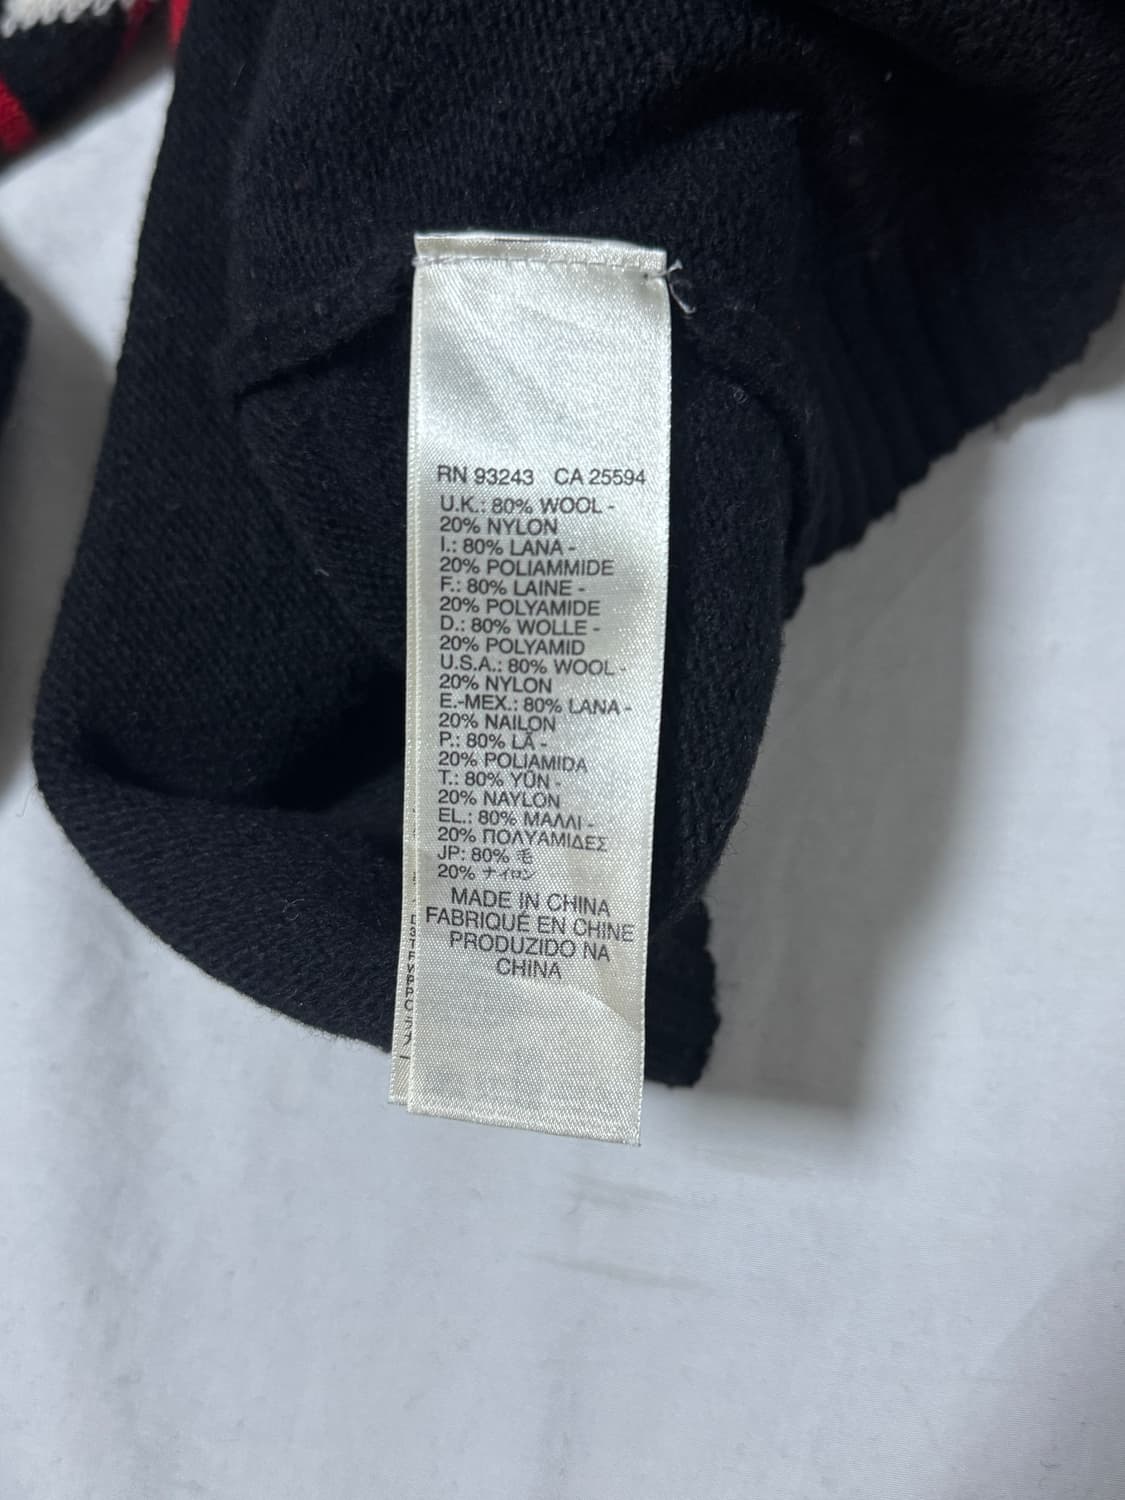 RN 93243 CA 25594
U.K.: 80% WOOL -
20% NYLON
I.: 80% LANA -
20% POLIAMMIDE
F.: 80% LAINE -
20% POLYAMIDE
D.: 80% WOLLE -
20% POLYAMID
U.S.A.: 80% WOOL -
20% NYLON
E.-MEX.: 80% LANA -
20% NAILON
P.: 80% LÃ -
20% POLIAMIDA
T.: 80% YÜN -
20% NAYLON
EL.: 80% ΜΑΛΛΙ -
20% ΠΟΛΥΑΜΙΔΕΣ
JP: 80% 毛
20% ナイロン
MADE IN CHINA
FABRIQUÉ EN CHINE
PRODUZIDO NA
CHINA